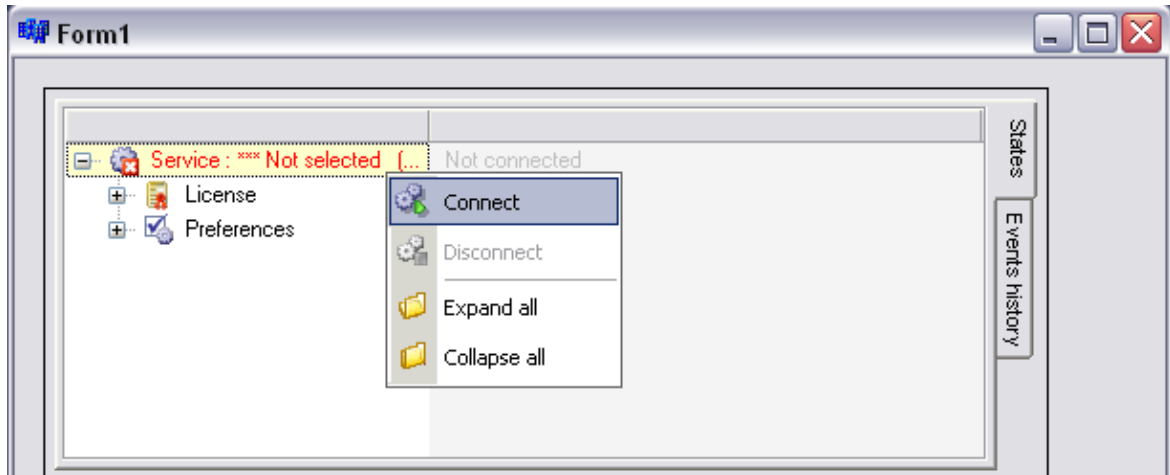 Form1
Service : *** Not selected (... Not connected
License
Preferences
Connect
Disconnect
Expand all
Collapse all
States
Events history